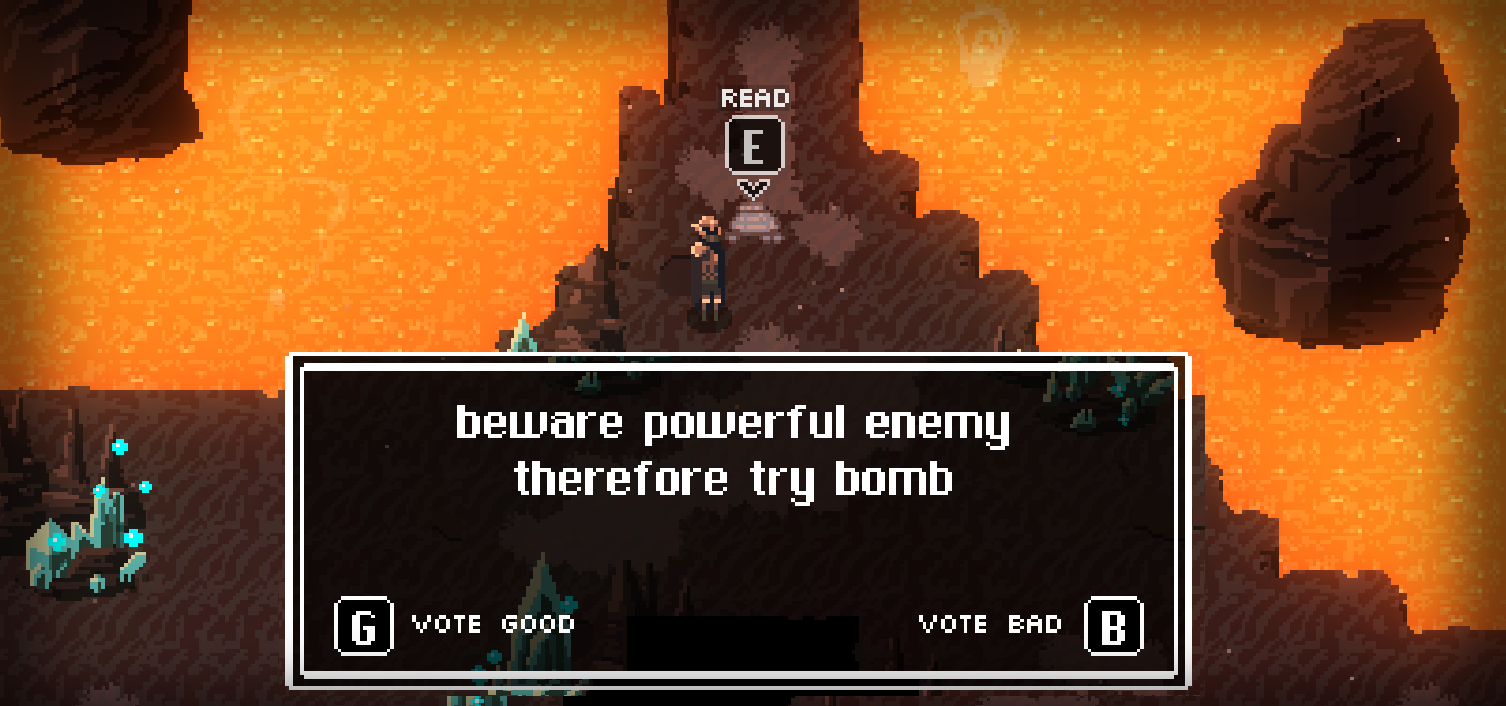 READ
E
beware powerful enemy
therefore try bomb
G VOTE GOOD
VOTE BAD B